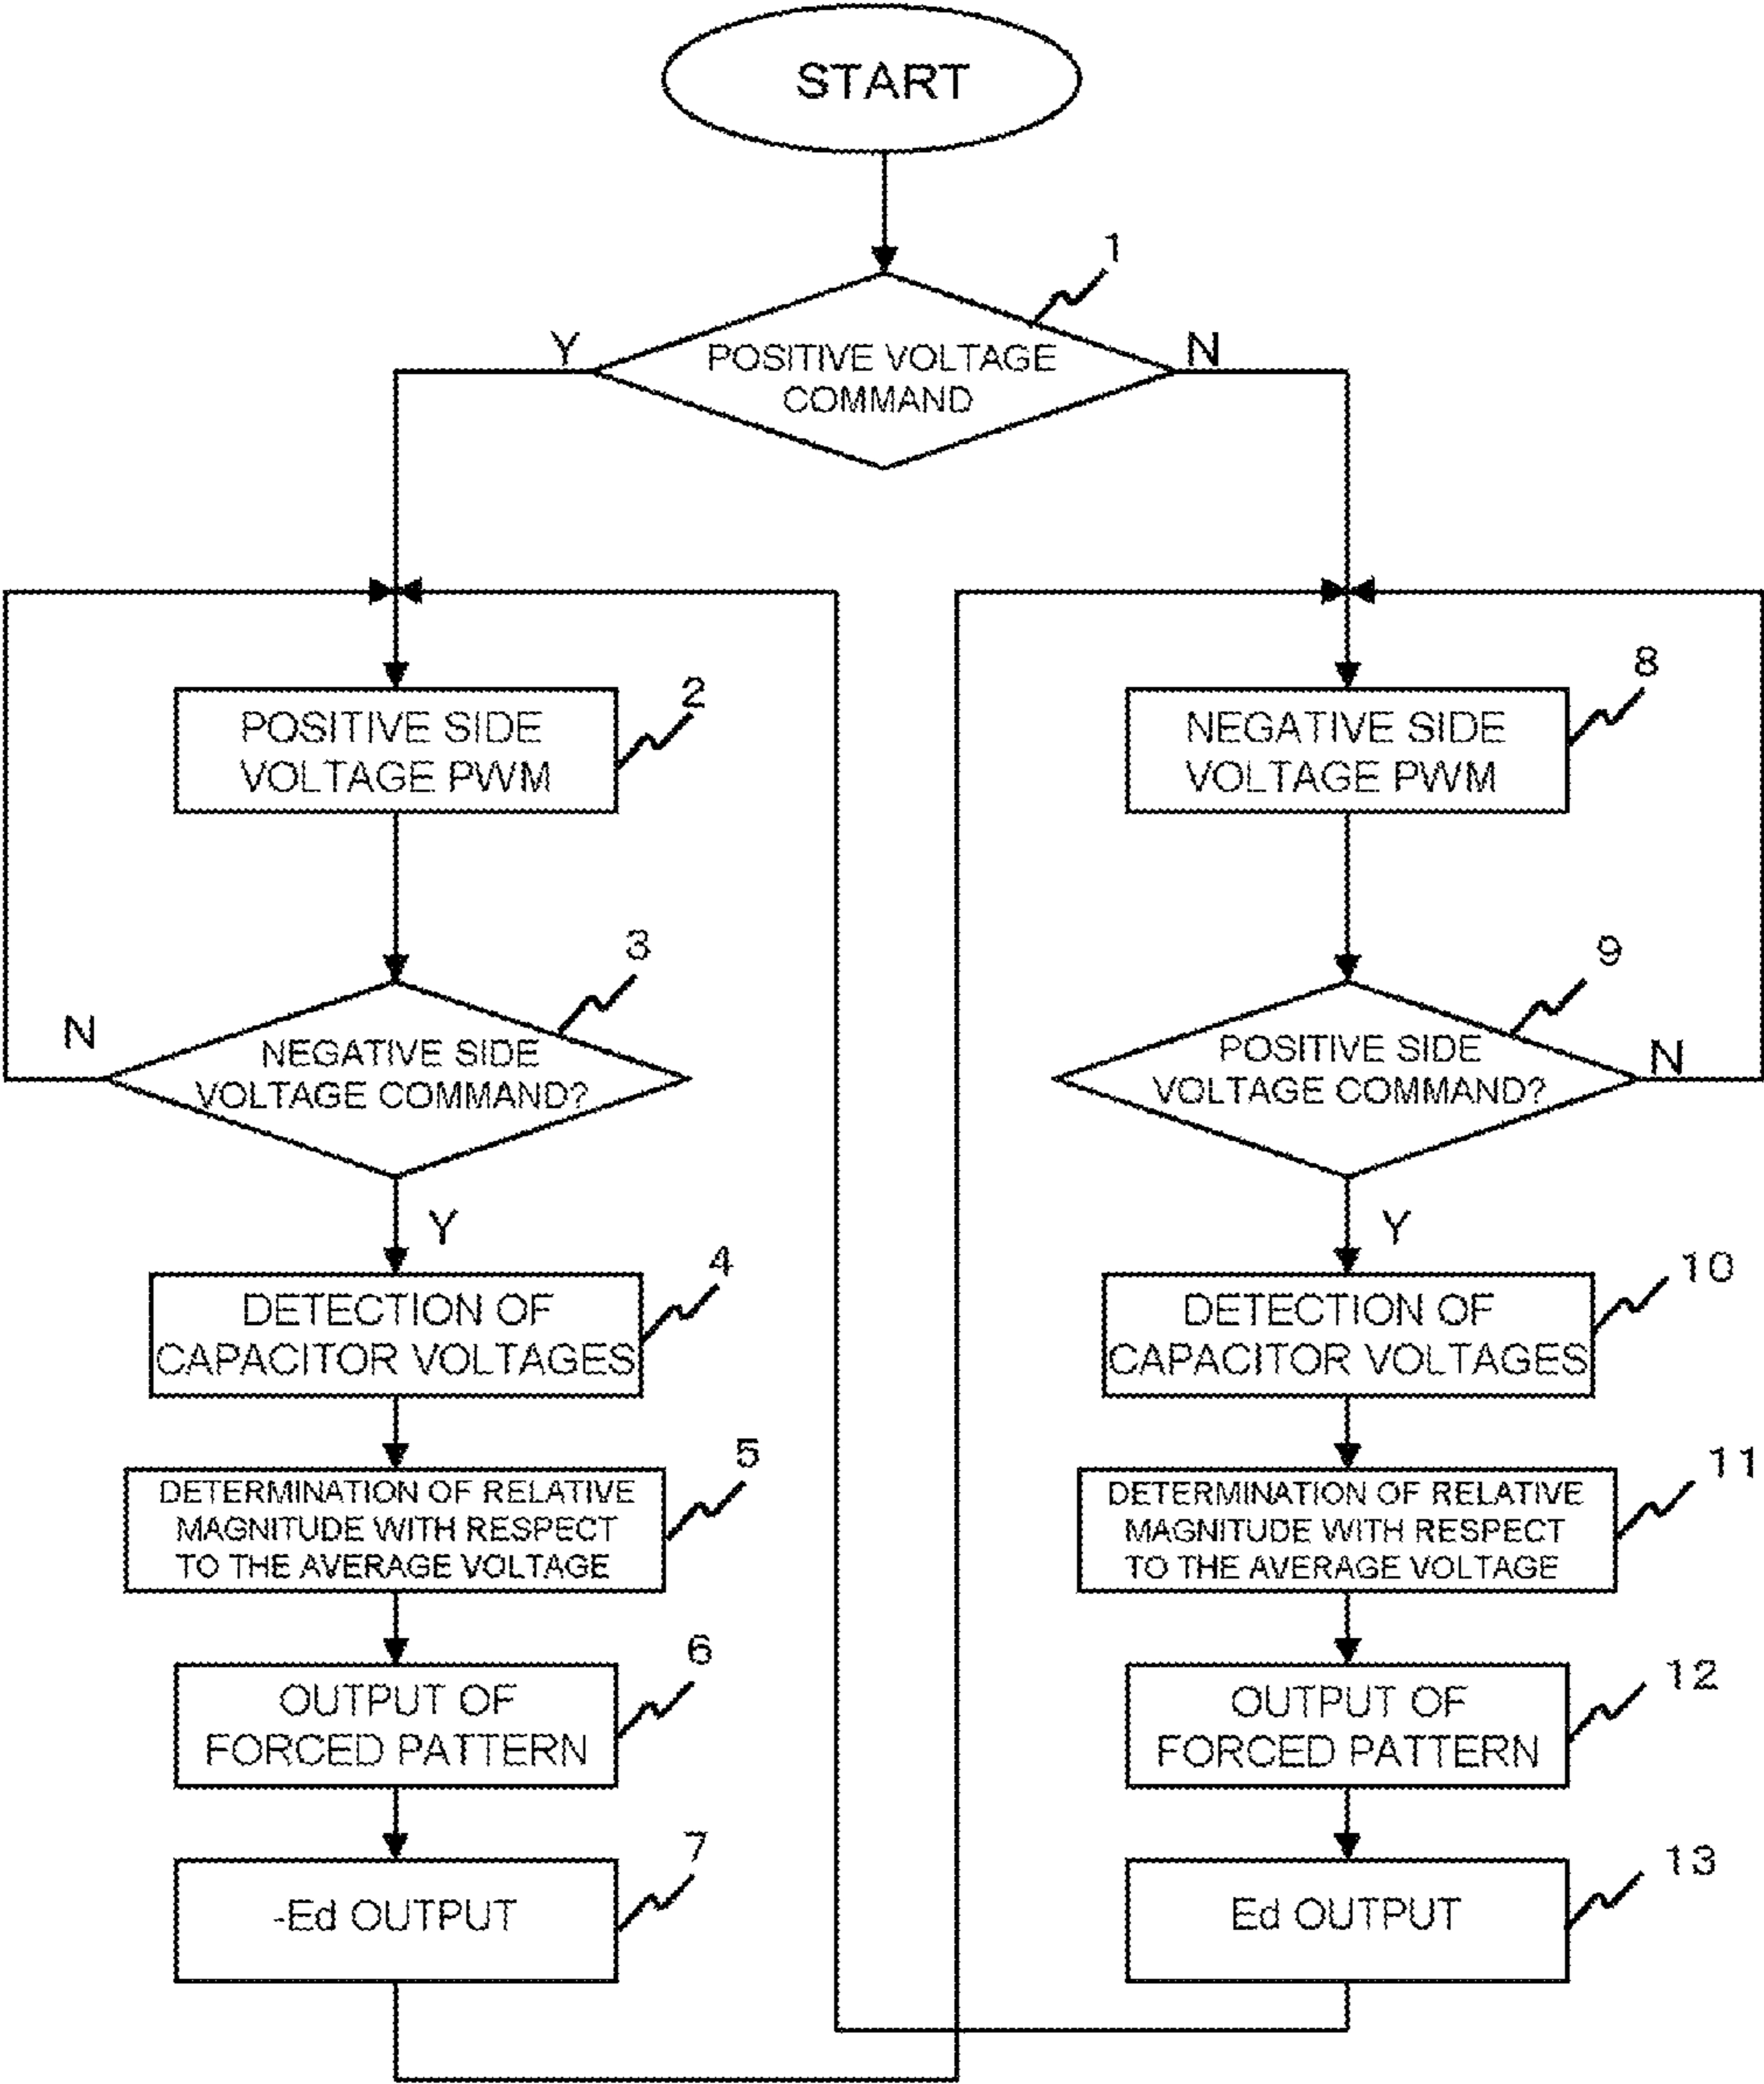 START
1
Y
N
POSITIVE VOLTAGE
COMMAND
2
POSITIVE SIDE
VOLTAGE PWM
3
N
NEGATIVE SIDE
VOLTAGE COMMAND?
Y
4
DETECTION OF
CAPACITOR VOLTAGES
5
DETERMINATION OF RELATIVE
MAGNITUDE WITH RESPECT
TO THE AVERAGE VOLTAGE
6
OUTPUT OF
FORCED PATTERN
7
-Ed OUTPUT
8
NEGATIVE SIDE
VOLTAGE PWM
9
POSITIVE SIDE
VOLTAGE COMMAND?
N
Y
10
DETECTION OF
CAPACITOR VOLTAGES
11
DETERMINATION OF RELATIVE
MAGNITUDE WITH RESPECT
TO THE AVERAGE VOLTAGE
12
OUTPUT OF
FORCED PATTERN
13
Ed OUTPUT